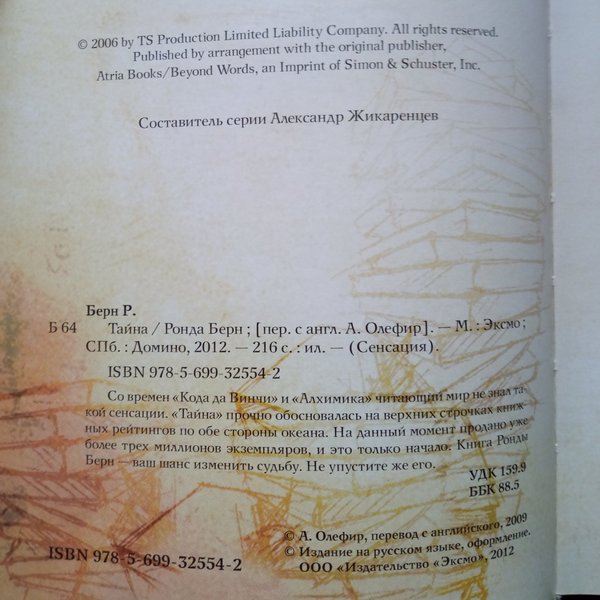 © 2006 by TS Production Limited Liability Company. All rights reserved.
Published by arrangement with the original publisher,
Atria Books/Beyond Words, an Imprint of Simon & Schuster, Inc.
Составитель серии Александр Жикаренцев
Берн Р.
Б 64 Тайна / Ронда Берн ; [пер. с англ. А. Олефир]. — М. : Эксмо ;
СПб. : Домино, 2012. — 216 с. : ил. — (Сенсация).
ISBN 978-5-699-32554-2
Со времен «Кода да Винчи» и «Алхимика» читающий мир не знал та-
кой сенсации. «Тайна» прочно обосновалась на верхних строчках книж-
ных рейтингов по обе стороны океана. На данный момент продано уже
более трех миллионов экземпляров, и это только начало. Книга Ронды
Берн — ваш шанс изменить судьбу. Не упустите же его.
УДК 159.9
ББК 88.5
© А. Олефир, перевод с английского, 2009
© Издание на русском языке, оформление.
ООО «Издательство «Эксмо», 2012
ISBN 978-5-699-32554-2